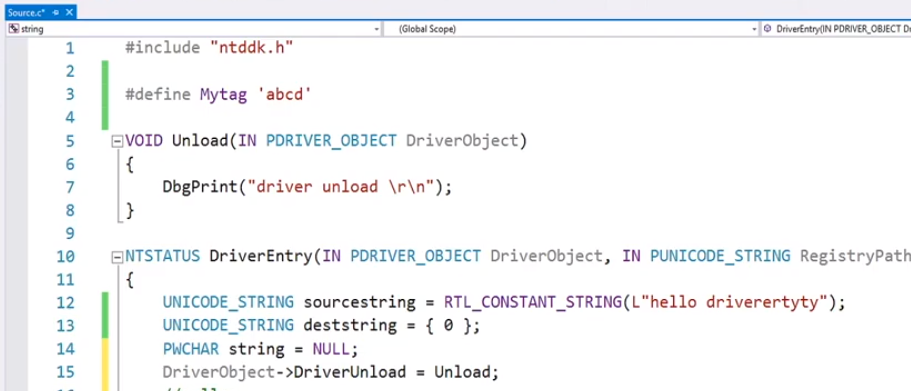 Source.c*
string (Global Scope) DriverEntry(IN PDRIVER_OBJECT
1 #include "ntddk.h"
2
3 #define Mytag 'abcd'
4
5 VOID Unload(IN PDRIVER_OBJECT DriverObject)
6 {
7 DbgPrint("driver unload \r\n");
8 }
9
10 NTSTATUS DriverEntry(IN PDRIVER_OBJECT DriverObject, IN PUNICODE_STRING RegistryPath
11 {
12 UNICODE_STRING sourcestring = RTL_CONSTANT_STRING(L"hello driverertyty");
13 UNICODE_STRING deststring = { 0 };
14 PWCHAR string = NULL;
15 DriverObject->DriverUnload = Unload;